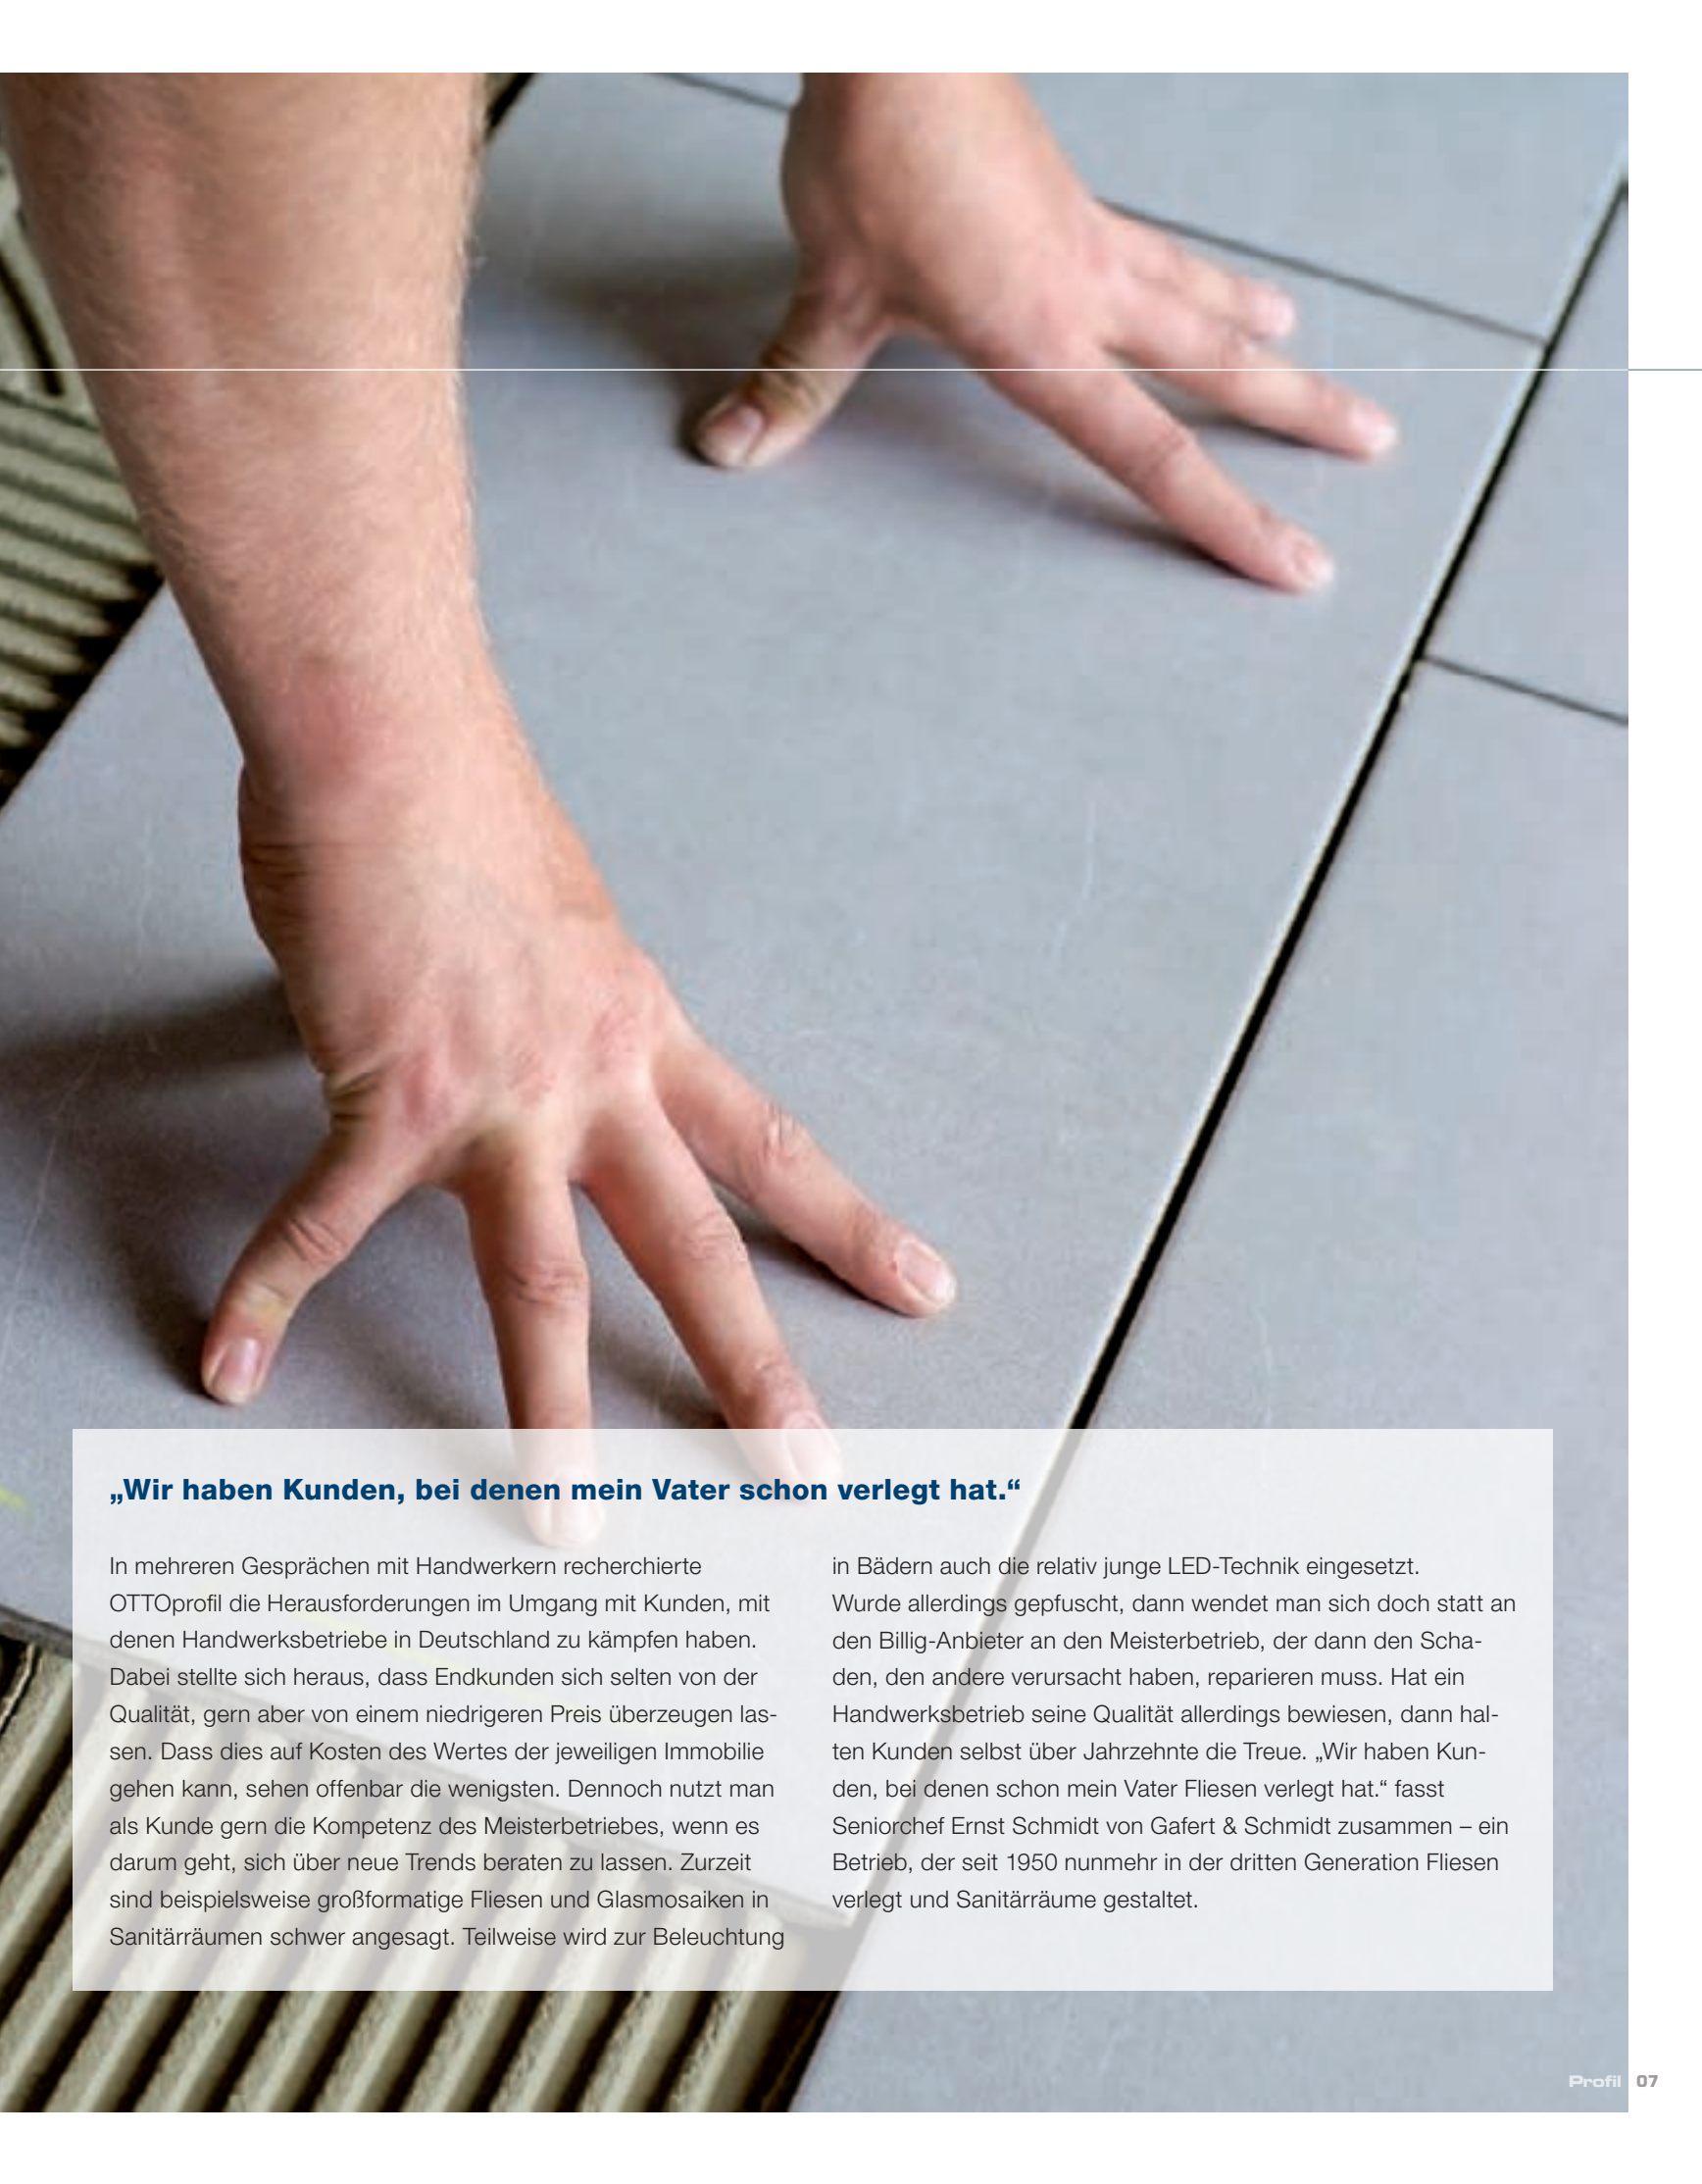 „Wir haben Kunden, bei denen mein Vater schon verlegt hat.“
In mehreren Gesprächen mit Handwerkern recherchierte
OTTOprofil die Herausforderungen im Umgang mit Kunden, mit
denen Handwerksbetriebe in Deutschland zu kämpfen haben.
Dabei stellte sich heraus, dass Endkunden sich selten von der
Qualität, gern aber von einem niedrigeren Preis überzeugen las-
sen. Dass dies auf Kosten des Wertes der jeweiligen Immobilie
gehen kann, sehen offenbar die wenigsten. Dennoch nutzt man
als Kunde gern die Kompetenz des Meisterbetriebes, wenn es
darum geht, sich über neue Trends beraten zu lassen. Zurzeit
sind beispielsweise großformatige Fliesen und Glasmosaiken in
Sanitärräumen schwer angesagt. Teilweise wird zur Beleuchtung
in Bädern auch die relativ junge LED-Technik eingesetzt.
Wurde allerdings gepfuscht, dann wendet man sich doch statt an
den Billig-Anbieter an den Meisterbetrieb, der dann den Scha-
den, den andere verursacht haben, reparieren muss. Hat ein
Handwerksbetrieb seine Qualität allerdings bewiesen, dann hal-
ten Kunden selbst über Jahrzehnte die Treue. „Wir haben Kun-
den, bei denen schon mein Vater Fliesen verlegt hat.“ fasst
Seniorchef Ernst Schmidt von Gafert & Schmidt zusammen – ein
Betrieb, der seit 1950 nunmehr in der dritten Generation Fliesen
verlegt und Sanitärräume gestaltet.
Profil 07